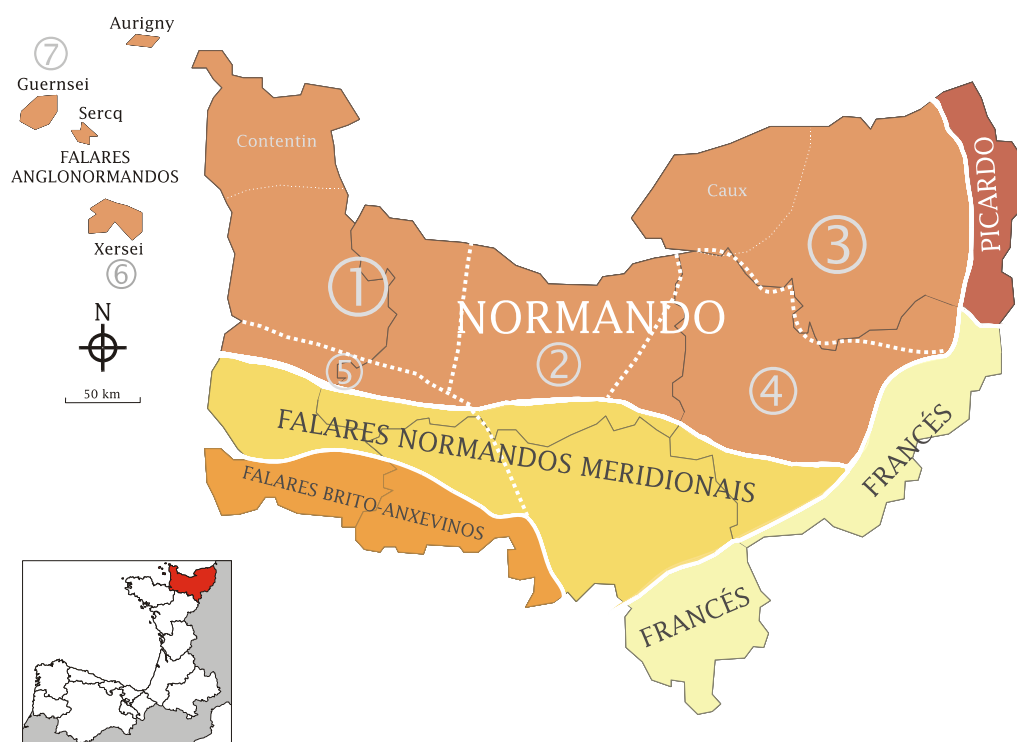 Aurigny
⑦
Guernsei
Sercq
FALARES
ANGLONORMANDOS
Xersei
⑥
N
50 km
Contentin
Caux
PICARDO
③
①
NORMANDO
②
⑤
④
FALARES NORMANDOS MERIDIONAIS
FRANCÉS
FALARES BRITO-ANXEVINOS
FRANCÉS